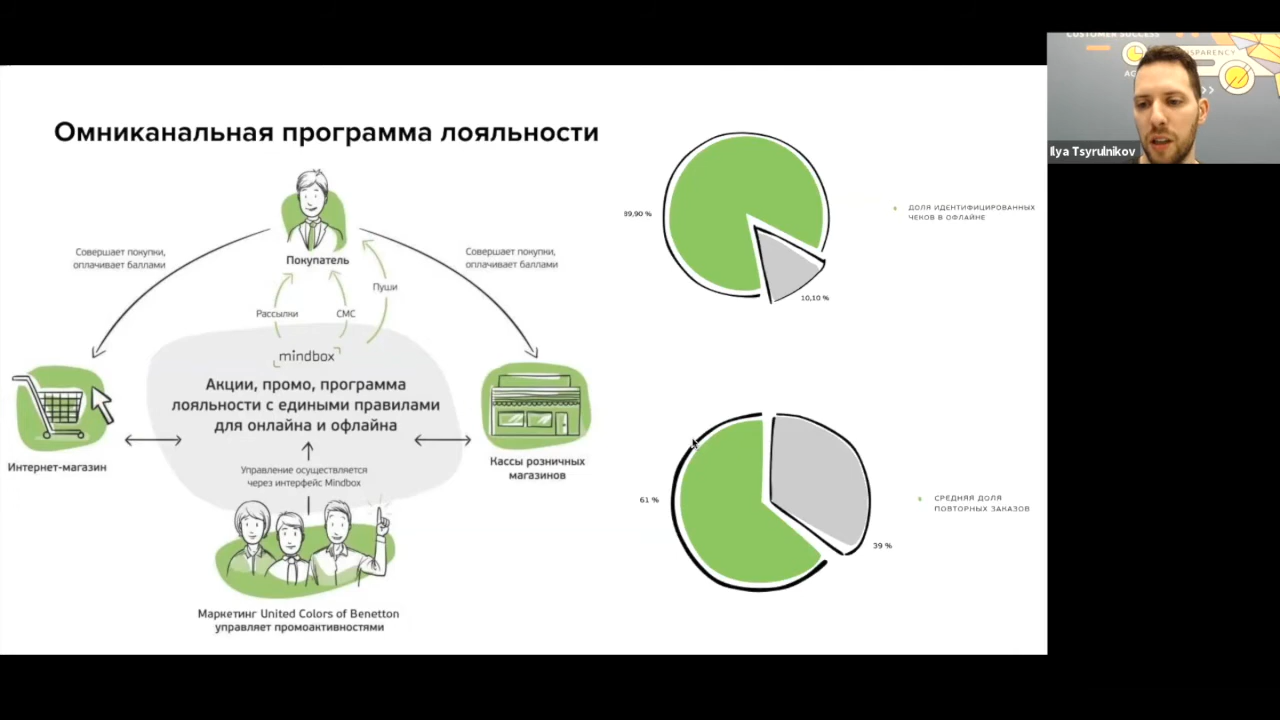 Омниканальная программа лояльности
Покупатель
Совершает покупки,
оплачивает баллами
Совершает покупки,
оплачивает баллами
Рассылки
СМС
Пуши
mindbox
Акции, промо, программа
лояльности с едиными правилами
для онлайна и офлайна
Интернет-магазин
Кассы розничных
магазинов
Управление осуществляется
через интерфейс Mindbox
Маркетинг United Colors of Benetton
управляет промоактивностями
89,90 %
10,10 %
ДОЛЯ ИДЕНТИФИЦИРОВАННЫХ
ЧЕКОВ В ОФЛАЙНЕ
61 %
39 %
СРЕДНЯЯ ДОЛЯ
ПОВТОРНЫХ ЗАКАЗОВ
CUSTOMER SUCCESS
Ilya Tsyrulnikov